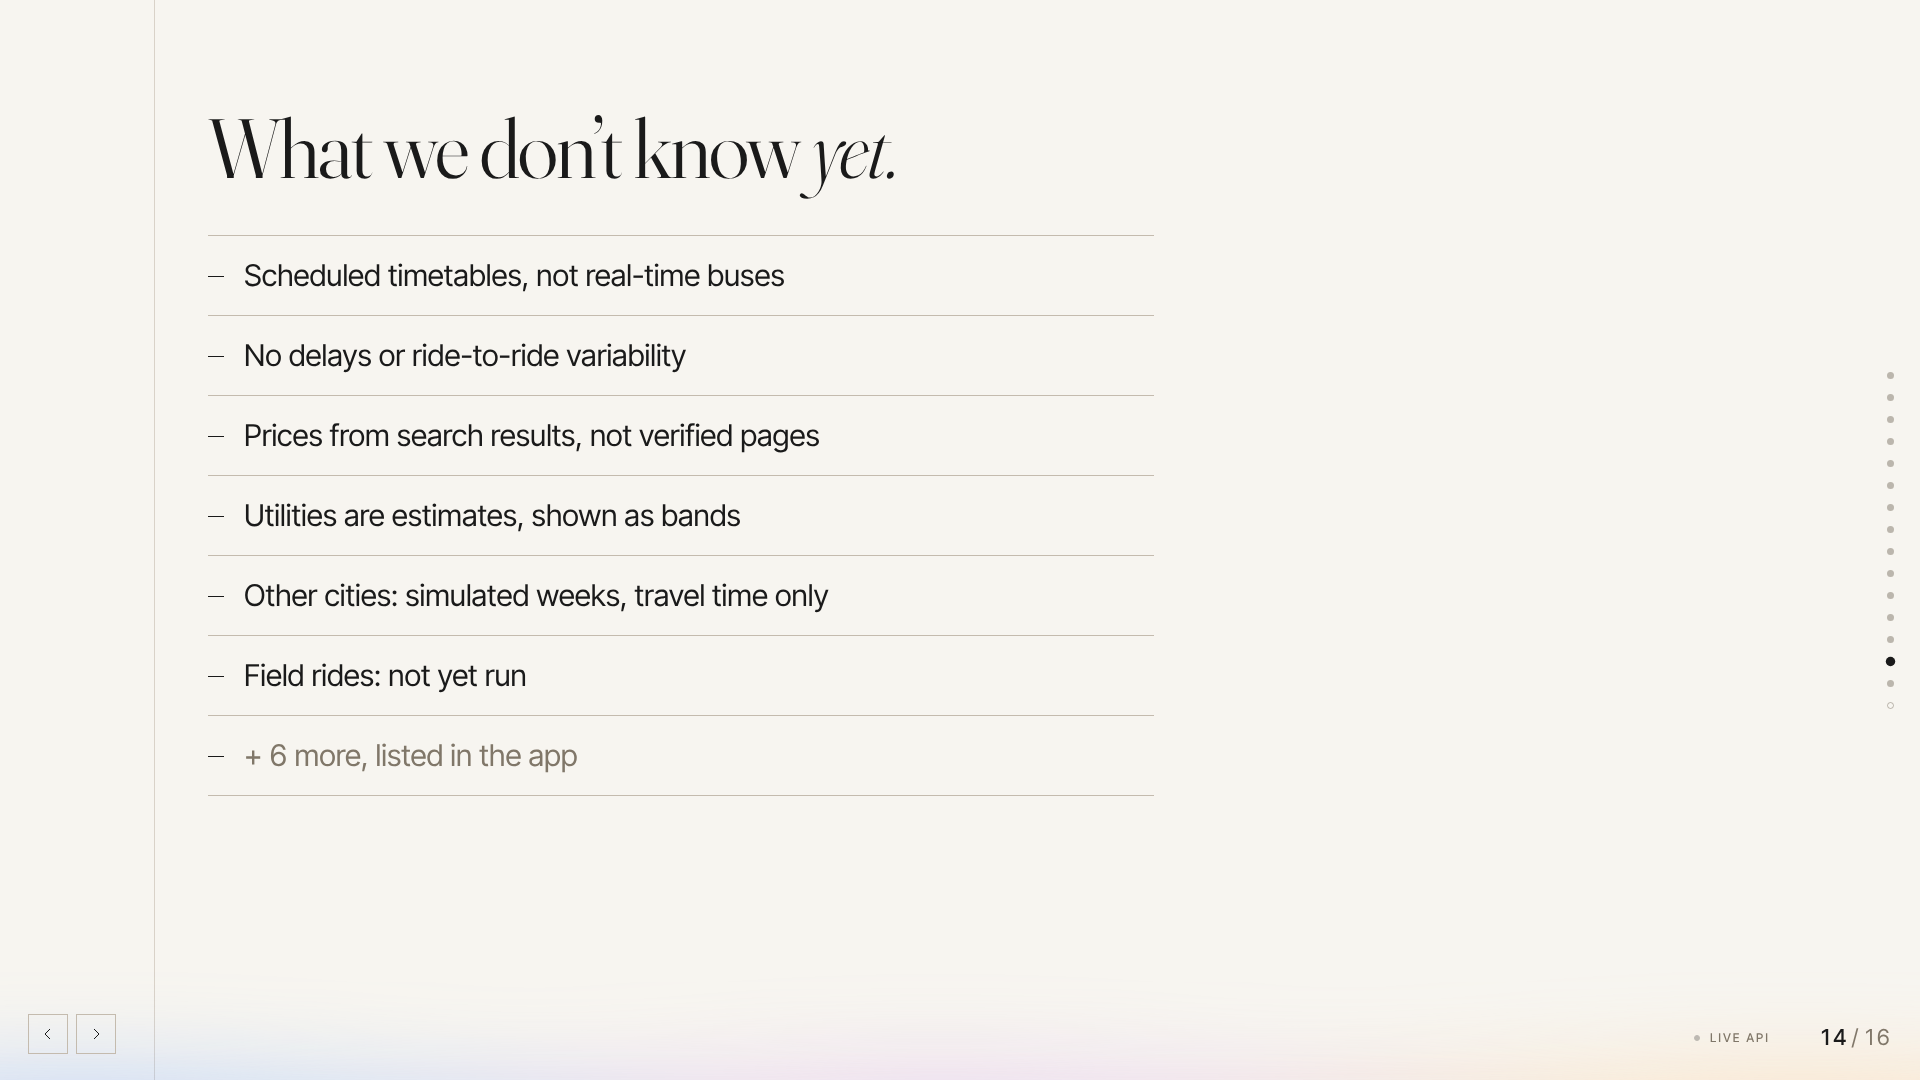 What we don’t know yet.
— Scheduled timetables, not real-time buses
— No delays or ride-to-ride variability
— Prices from search results, not verified pages
— Utilities are estimates, shown as bands
— Other cities: simulated weeks, travel time only
— Field rides: not yet run
— + 6 more, listed in the app
LIVE API
14 / 16